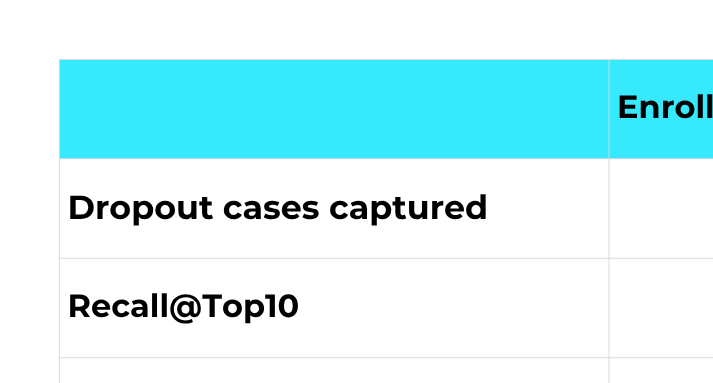 Enroll
Dropout cases captured
Recall@Top10